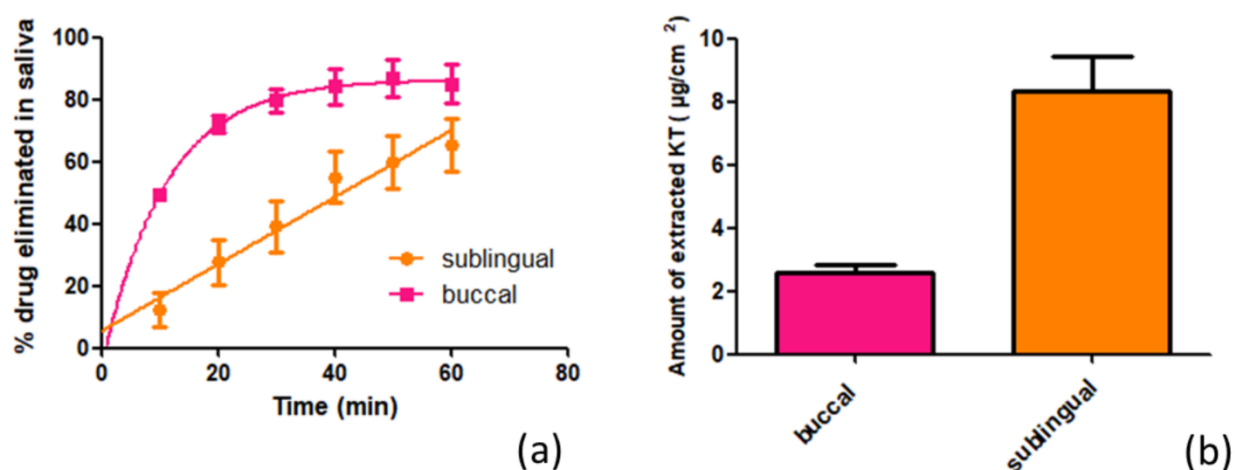 % drug eliminated in saliva
100
80
60
40
20
0
0 20 40 60 80
Time (min)
sublingual
buccal
(a)
Amount of extracted KT ( µg/cm ²)
10
8
6
4
2
0
buccal
sublingual
(b)